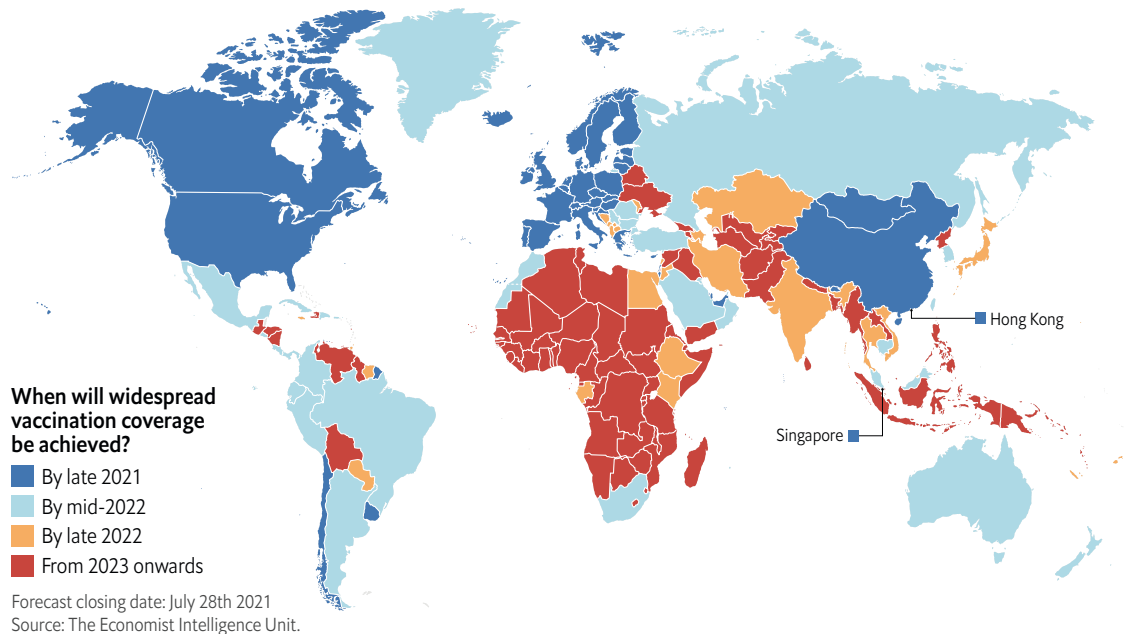 Hong Kong
Singapore
When will widespread
vaccination coverage
be achieved?
By late 2021
By mid-2022
By late 2022
From 2023 onwards
Forecast closing date: July 28th 2021
Source: The Economist Intelligence Unit.